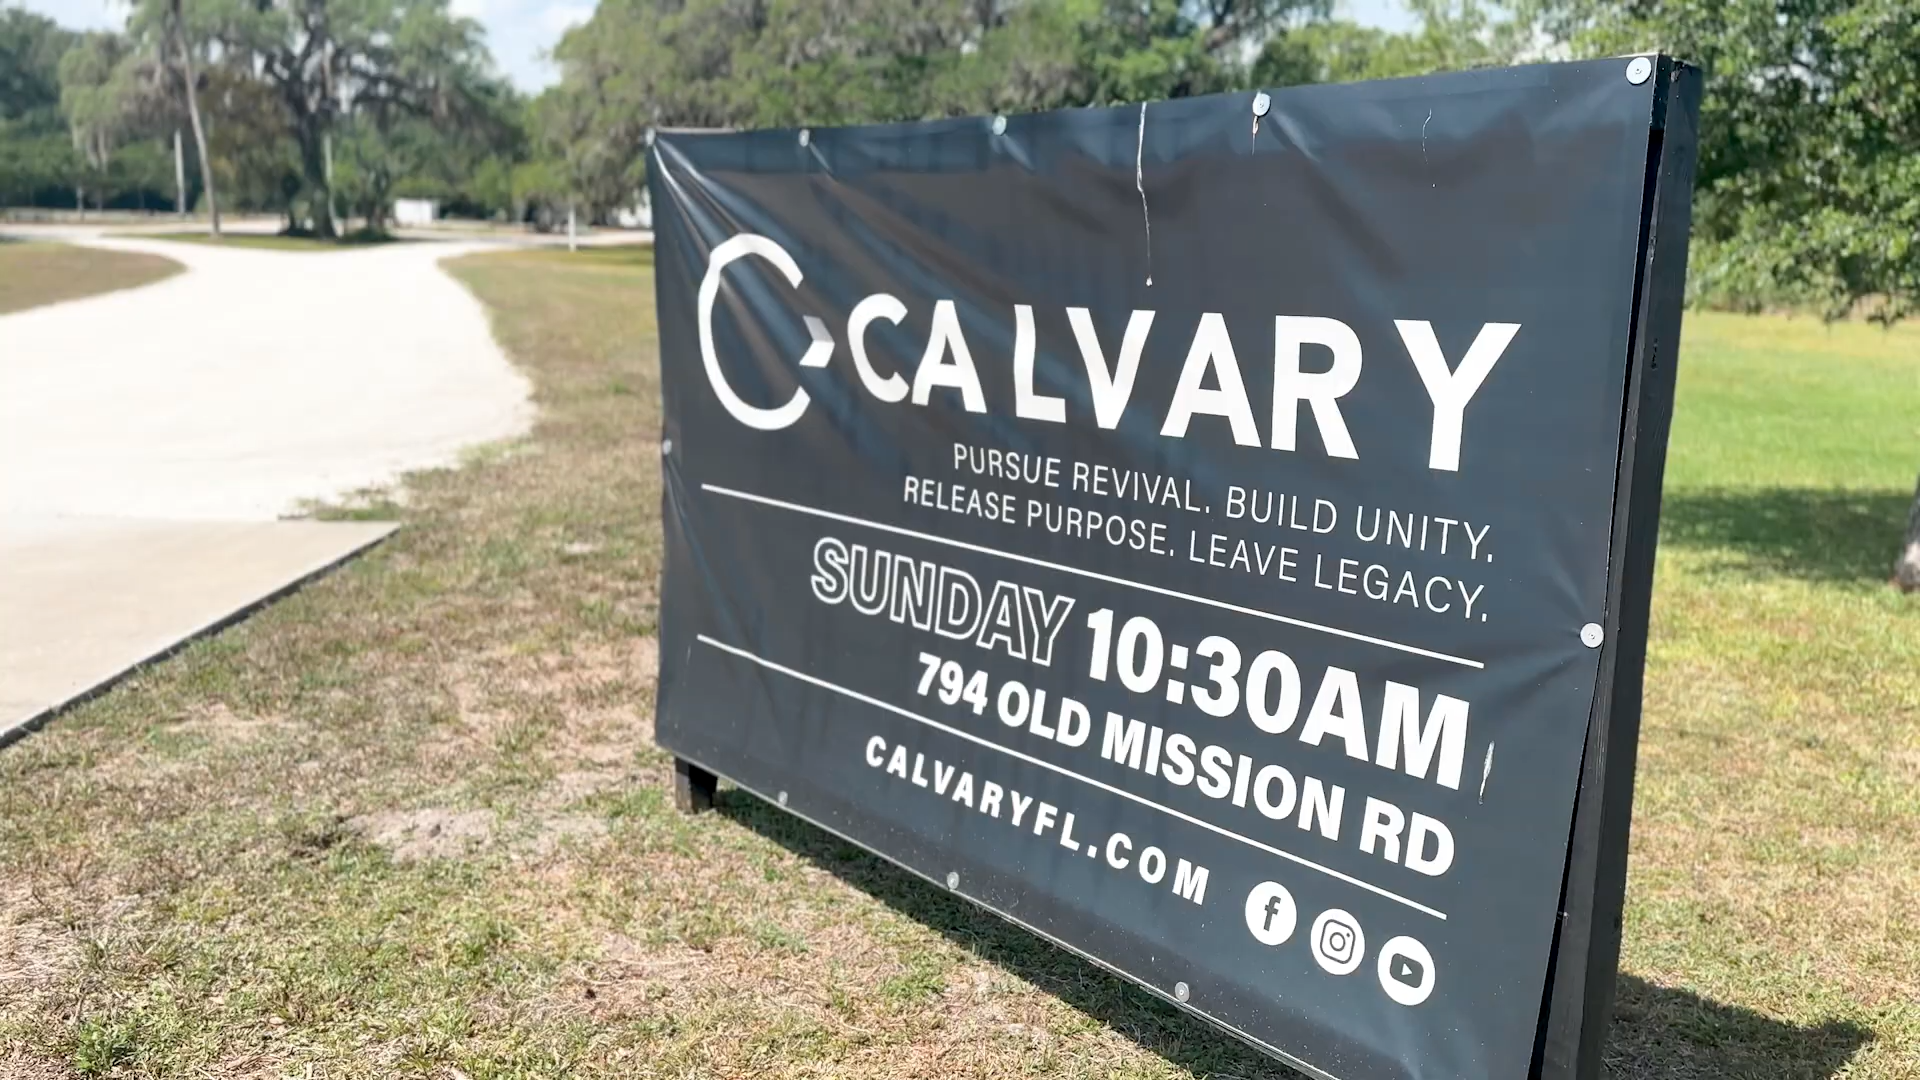 CALVARY
PURSUE REVIVAL. BUILD UNITY.
RELEASE PURPOSE. LEAVE LEGACY.
SUNDAY 10:30AM
794 OLD MISSION RD
CALVARYFL.COM